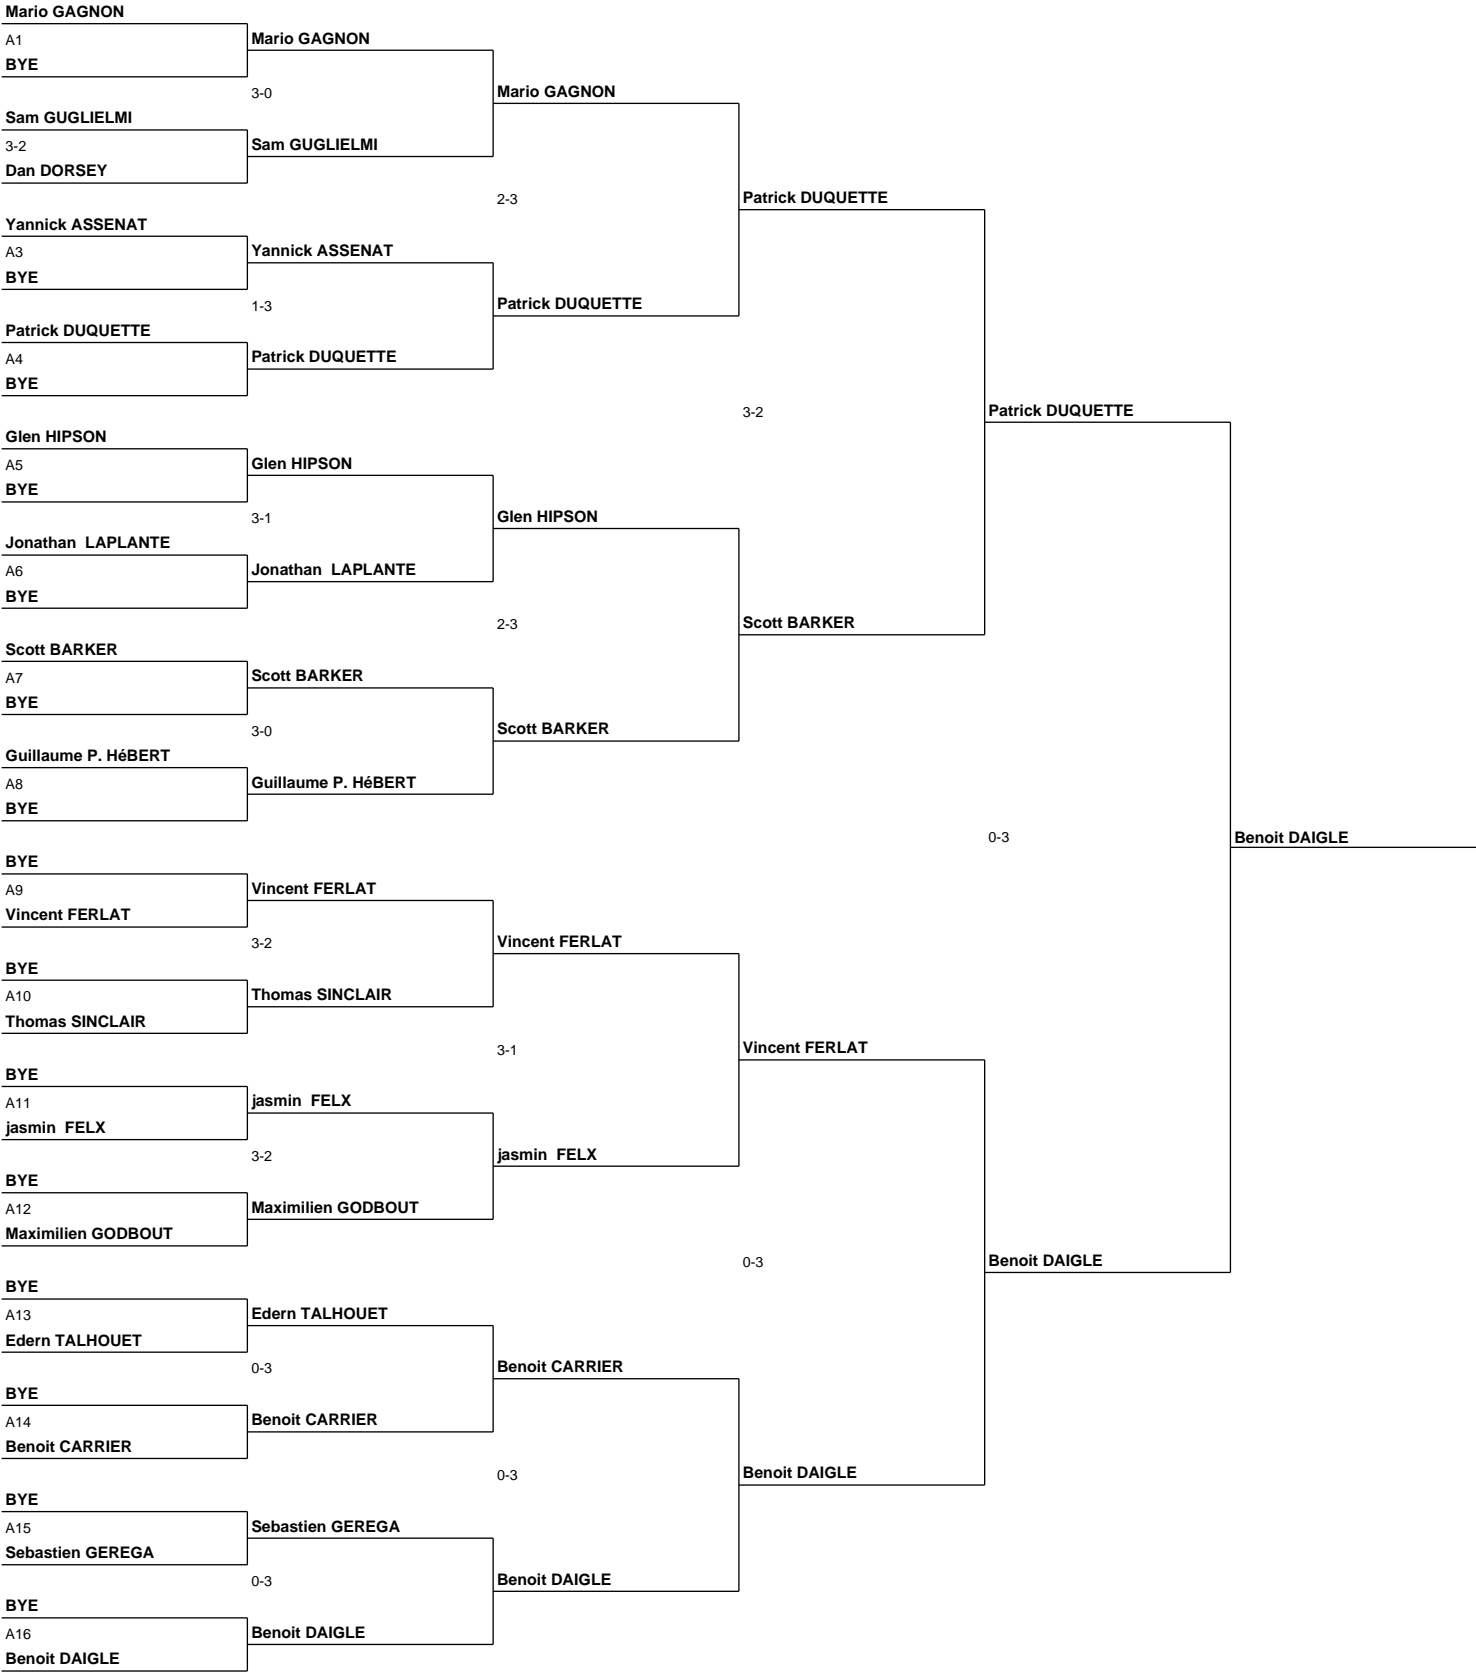 Mario GAGNON
A1
BYE
Sam GUGLIELMI
3-2
Dan DORSEY
Yannick ASSENAT
A3
BYE
Patrick DUQUETTE
A4
BYE
Glen HIPSON
A5
BYE
Jonathan  LAPLANTE
A6
BYE
Scott BARKER
A7
BYE
Guillaume P. HéBERT
A8
BYE
BYE
A9
Vincent FERLAT
BYE
A10
Thomas SINCLAIR
BYE
A11
jasmin  FELX
BYE
A12
Maximilien GODBOUT
BYE
A13
Edern TALHOUET
BYE
A14
Benoit CARRIER
BYE
A15
Sebastien GEREGA
BYE
A16
Benoit DAIGLE
Mario GAGNON
3-0
Sam GUGLIELMI
Yannick ASSENAT
1-3
Patrick DUQUETTE
Glen HIPSON
3-1
Jonathan  LAPLANTE
Scott BARKER
3-0
Guillaume P. HéBERT
Vincent FERLAT
3-2
Thomas SINCLAIR
jasmin  FELX
3-2
Maximilien GODBOUT
Edern TALHOUET
0-3
Benoit CARRIER
Sebastien GEREGA
0-3
Benoit DAIGLE
Mario GAGNON
2-3
Patrick DUQUETTE
Glen HIPSON
2-3
Scott BARKER
Vincent FERLAT
3-1
jasmin  FELX
Benoit CARRIER
0-3
Benoit DAIGLE
Patrick DUQUETTE
3-2
Scott BARKER
Vincent FERLAT
0-3
Benoit DAIGLE
Patrick DUQUETTE
0-3
Benoit DAIGLE
Benoit DAIGLE